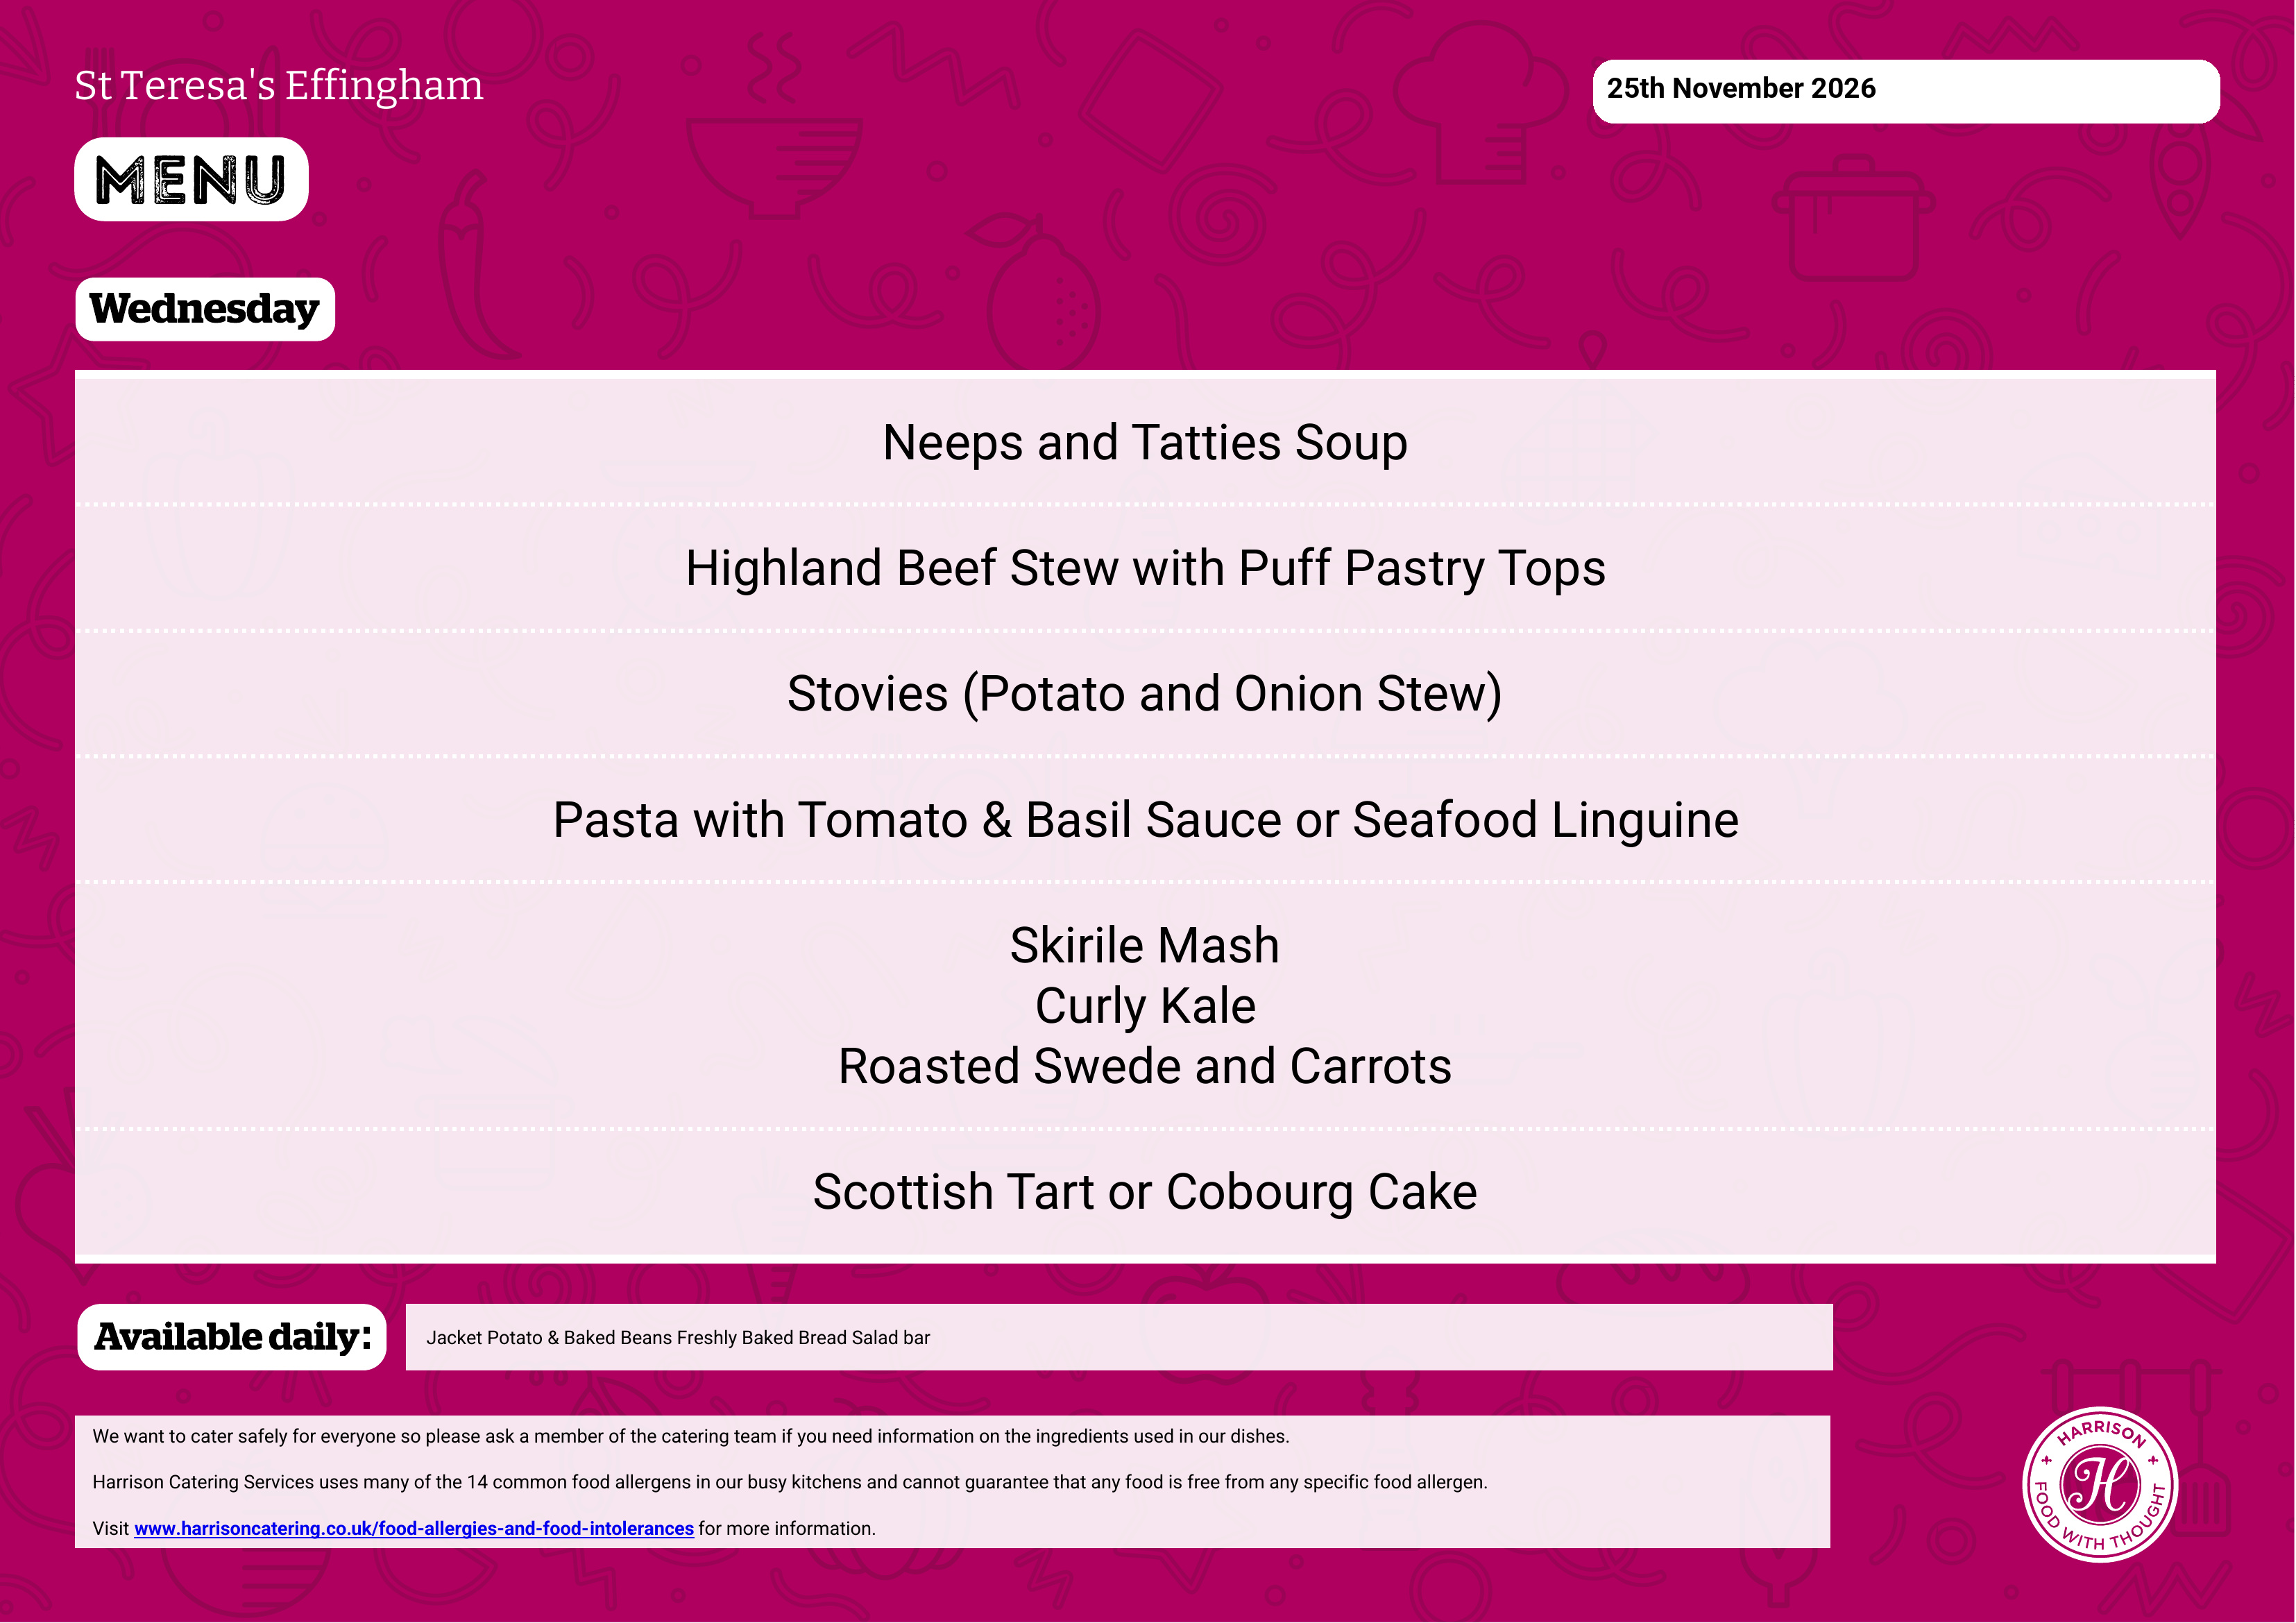 St Teresa's Effingham
25th November 2026
MENU
Wednesday
Neeps and Tatties Soup
Highland Beef Stew with Puff Pastry Tops
Stovies (Potato and Onion Stew)
Pasta with Tomato & Basil Sauce or Seafood Linguine
Skirile Mash
Curly Kale
Roasted Swede and Carrots
Scottish Tart or Cobourg Cake
Available daily:
Jacket Potato & Baked Beans Freshly Baked Bread Salad bar
We want to cater safely for everyone so please ask a member of the catering team if you need information on the ingredients used in our dishes.
Harrison Catering Services uses many of the 14 common food allergens in our busy kitchens and cannot guarantee that any food is free from any specific food allergen.
Visit www.harrisoncatering.co.uk/food-allergies-and-food-intolerances for more information.
HARRISON
H
FOOD WITH THOUGHT